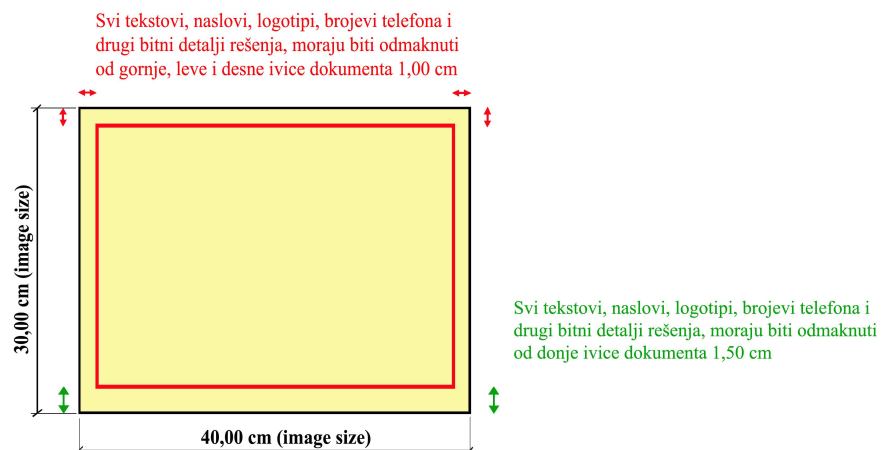 Svi tekstovi, naslovi, logotipi, brojevi telefona i
drugi bitni detalji rešenja, moraju biti odmaknuti
od gornje, leve i desne ivice dokumenta 1,00 cm
30,00 cm (image size)
Svi tekstovi, naslovi, logotipi, brojevi telefona i
drugi bitni detalji rešenja, moraju biti odmaknuti
od donje ivice dokumenta 1,50 cm
40,00 cm (image size)